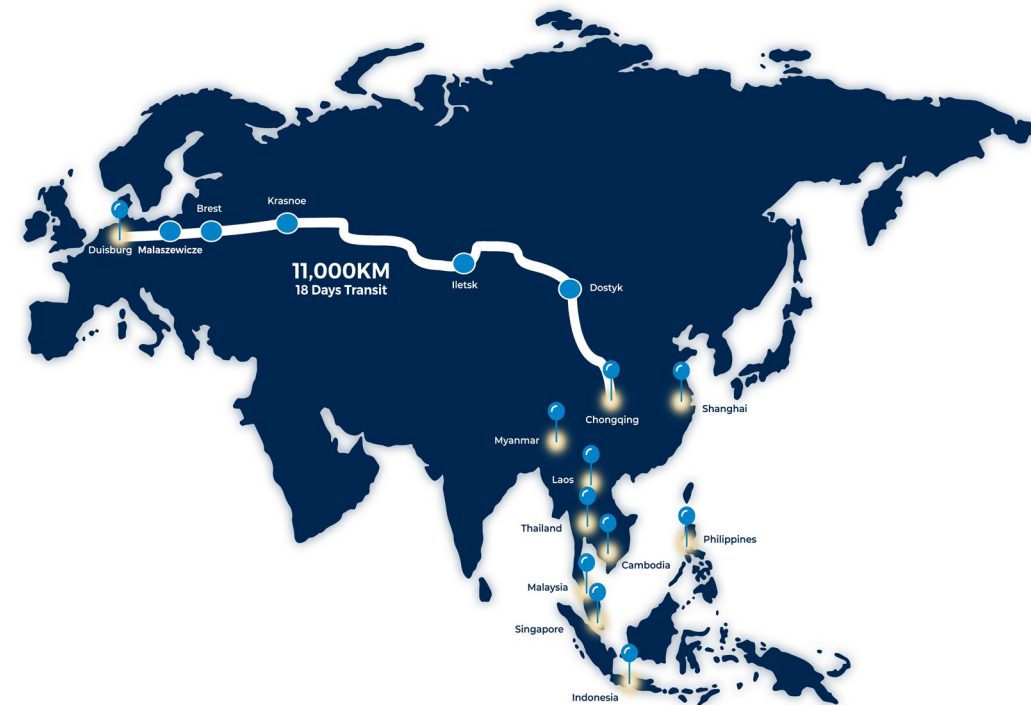 Krasnoe
Brest
Duisburg
Malaszewicze
11,000KM
18 Days Transit
Iletsk
Dostyk
Chongqing
Shanghai
Myanmar
Laos
Thailand
Philippines
Cambodia
Malaysia
Singapore
Indonesia